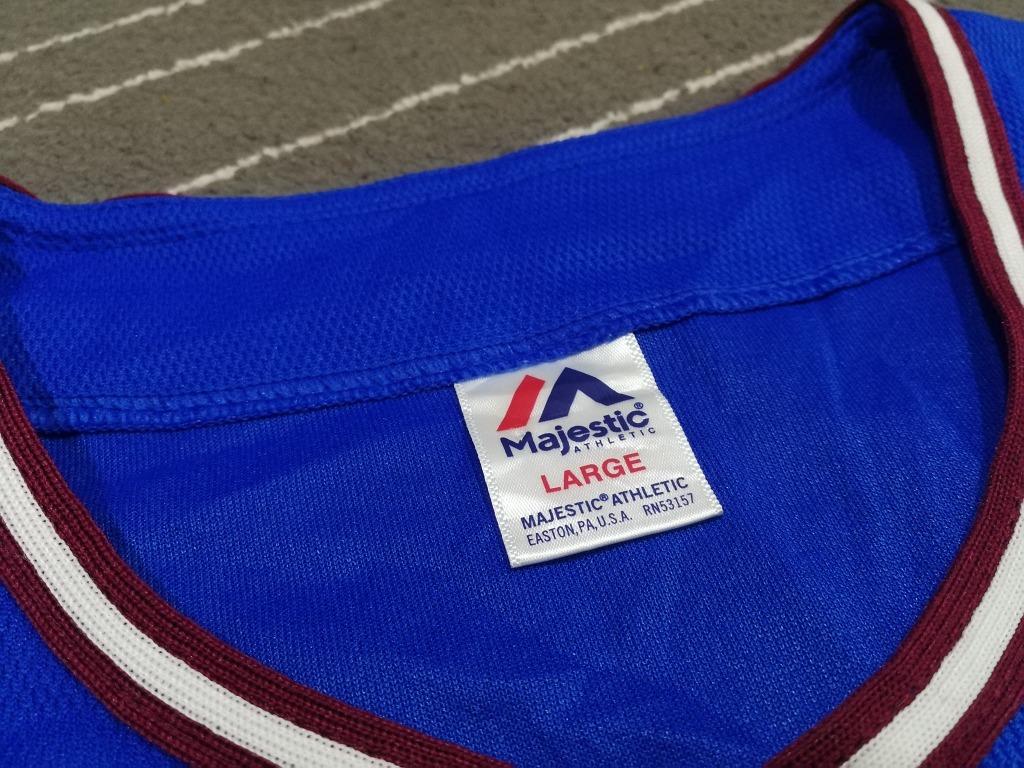 Majestic®
ATHLETIC
LARGE
MAJESTIC® ATHLETIC
EASTON, PA, U.S.A. RN53157